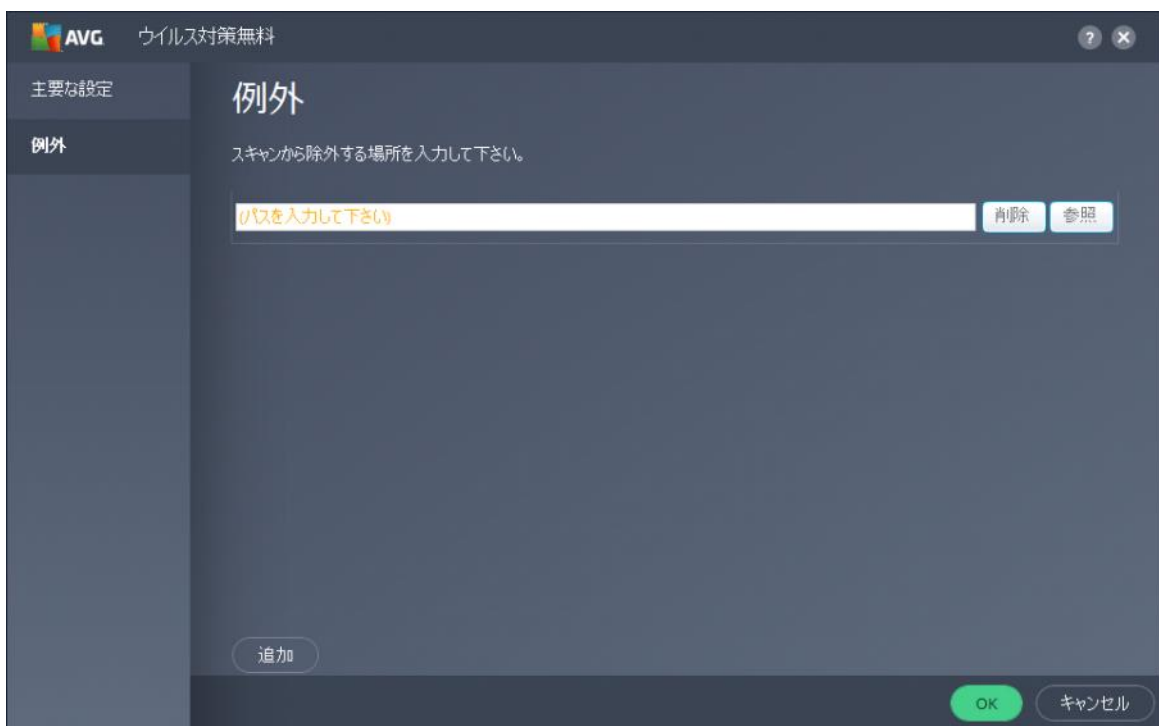 AVG ウイルス対策無料 ?
主要な設定
例外
例外
スキャンから除外する場所を入力して下さい。
(パスを入力して下さい)
削除 参照
追加
OK キャンセル